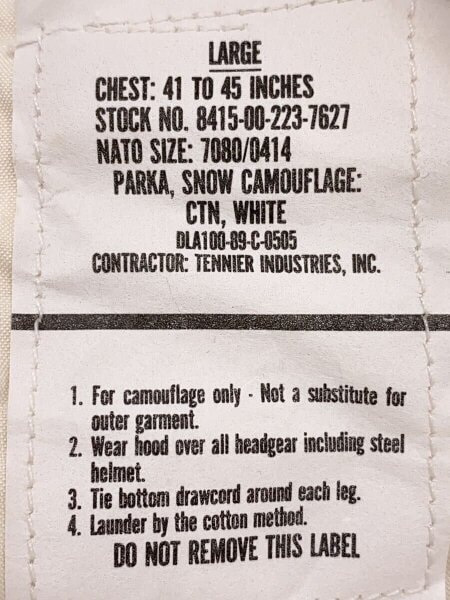 LARGE
CHEST: 41 TO 45 INCHES
STOCK NO. 8415-00-223-7627
NATO SIZE: 7080/0414
PARKA, SNOW CAMOUFLAGE:
CTN, WHITE
DLA100-89-C-0505
CONTRACTOR: TENNIER INDUSTRIES, INC.
1. For camouflage only - Not a substitute for
outer garment.
2. Wear hood over all headgear including steel
helmet.
3. Tie bottom drawcord around each leg.
4. Launder by the cotton method.
DO NOT REMOVE THIS LABEL